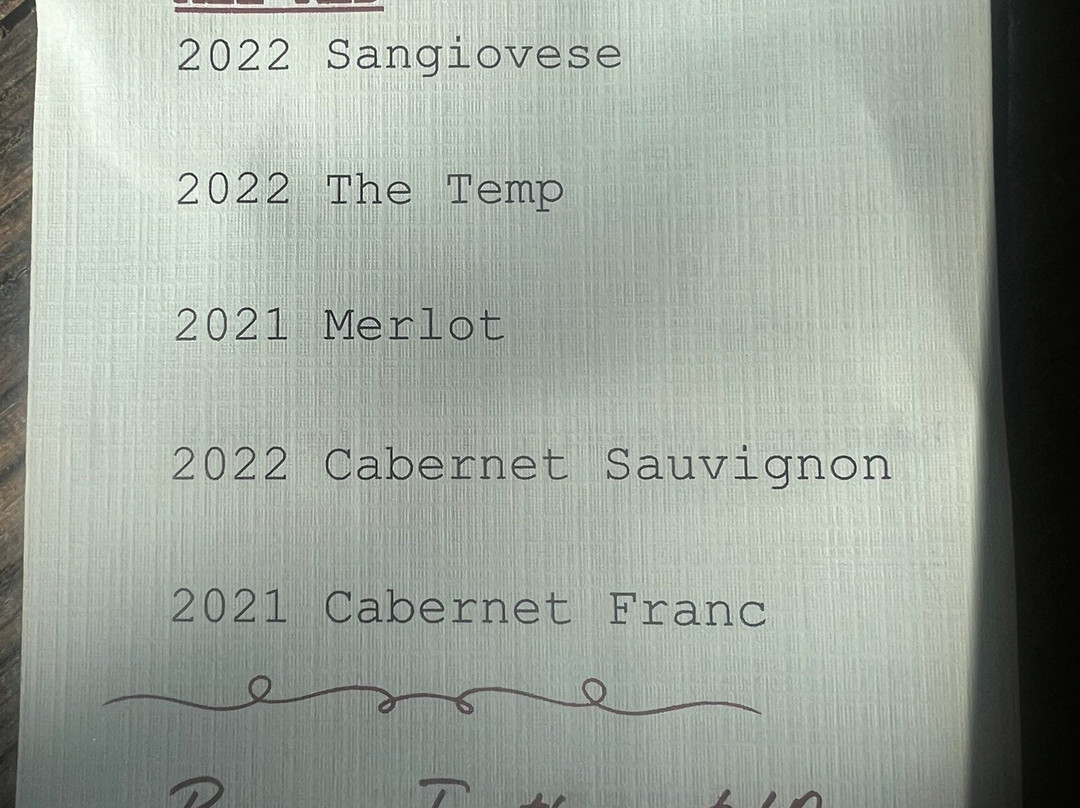 2022 Sangiovese
2022 The Temp
2021 Merlot
2022 Cabernet Sauvignon
2021 Cabernet Franc